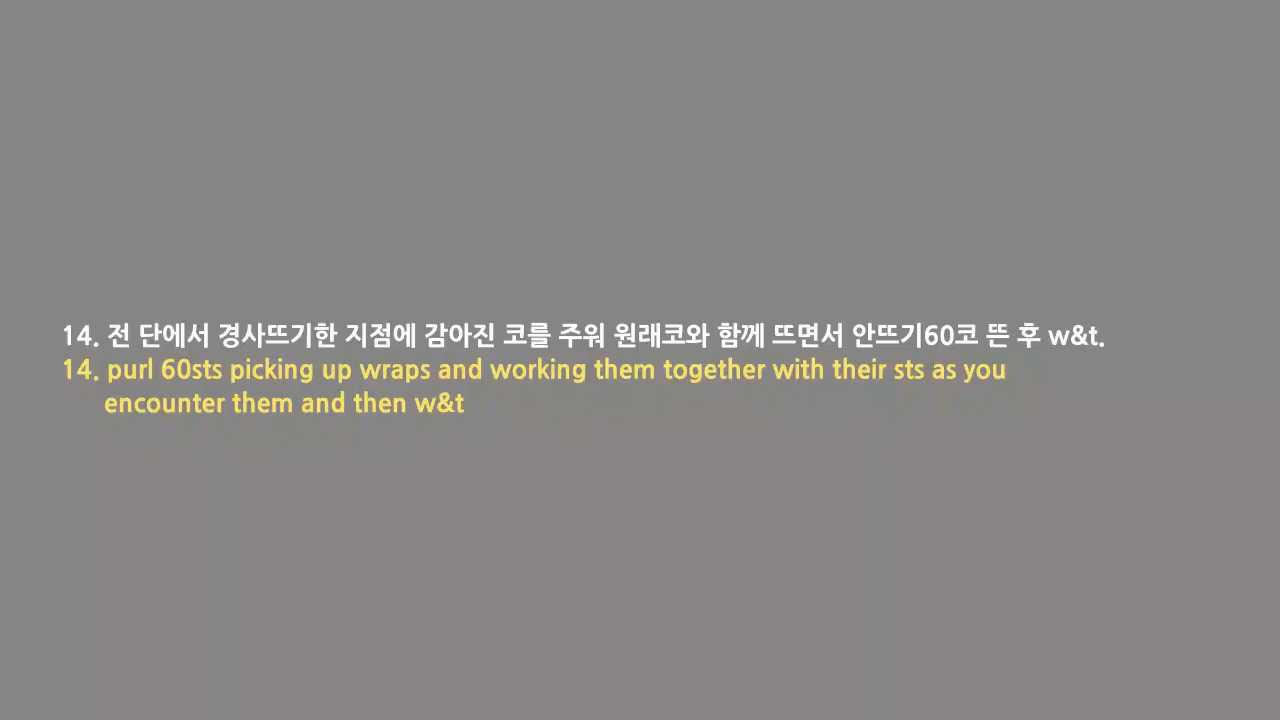 14. 전 단에서 경사뜨기한 지점에 감아진 코를 주워 원래코와 함께 뜨면서 안뜨기60코 뜬 후 w&t.
14. purl 60sts picking up wraps and working them together with their sts as you
encounter them and then w&t